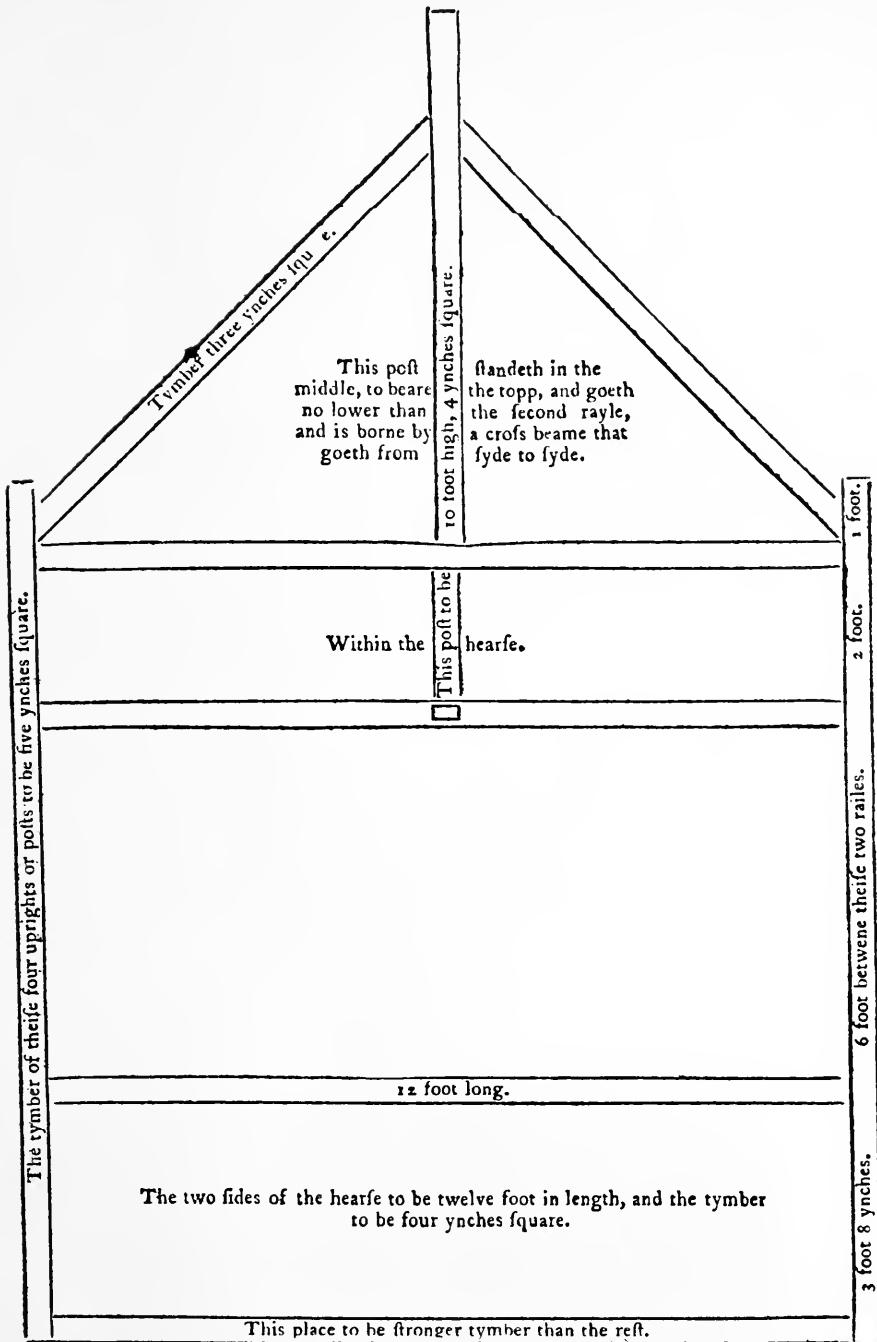 Tymber three ynches ſqu e.
This poſt ſtandeth in the
middle, to beare the topp, and goeth
no lower than the ſecond rayle,
and is borne by a croſs beame that
goeth from ſyde to ſyde.
This poſt to be 10 foot high, 4 ynches ſquare.
1 foot.
Within the hearſe.
2 foot.
The tymber of theiſe four uprights or poſts to be five ynches ſquare.
6 foot betwene theiſe two railes.
12 foot long.
The two ſides of the hearſe to be twelve foot in length, and the tymber
to be four ynches ſquare.
3 foot 8 ynches.
This place to be ſtronger tymber than the reſt.